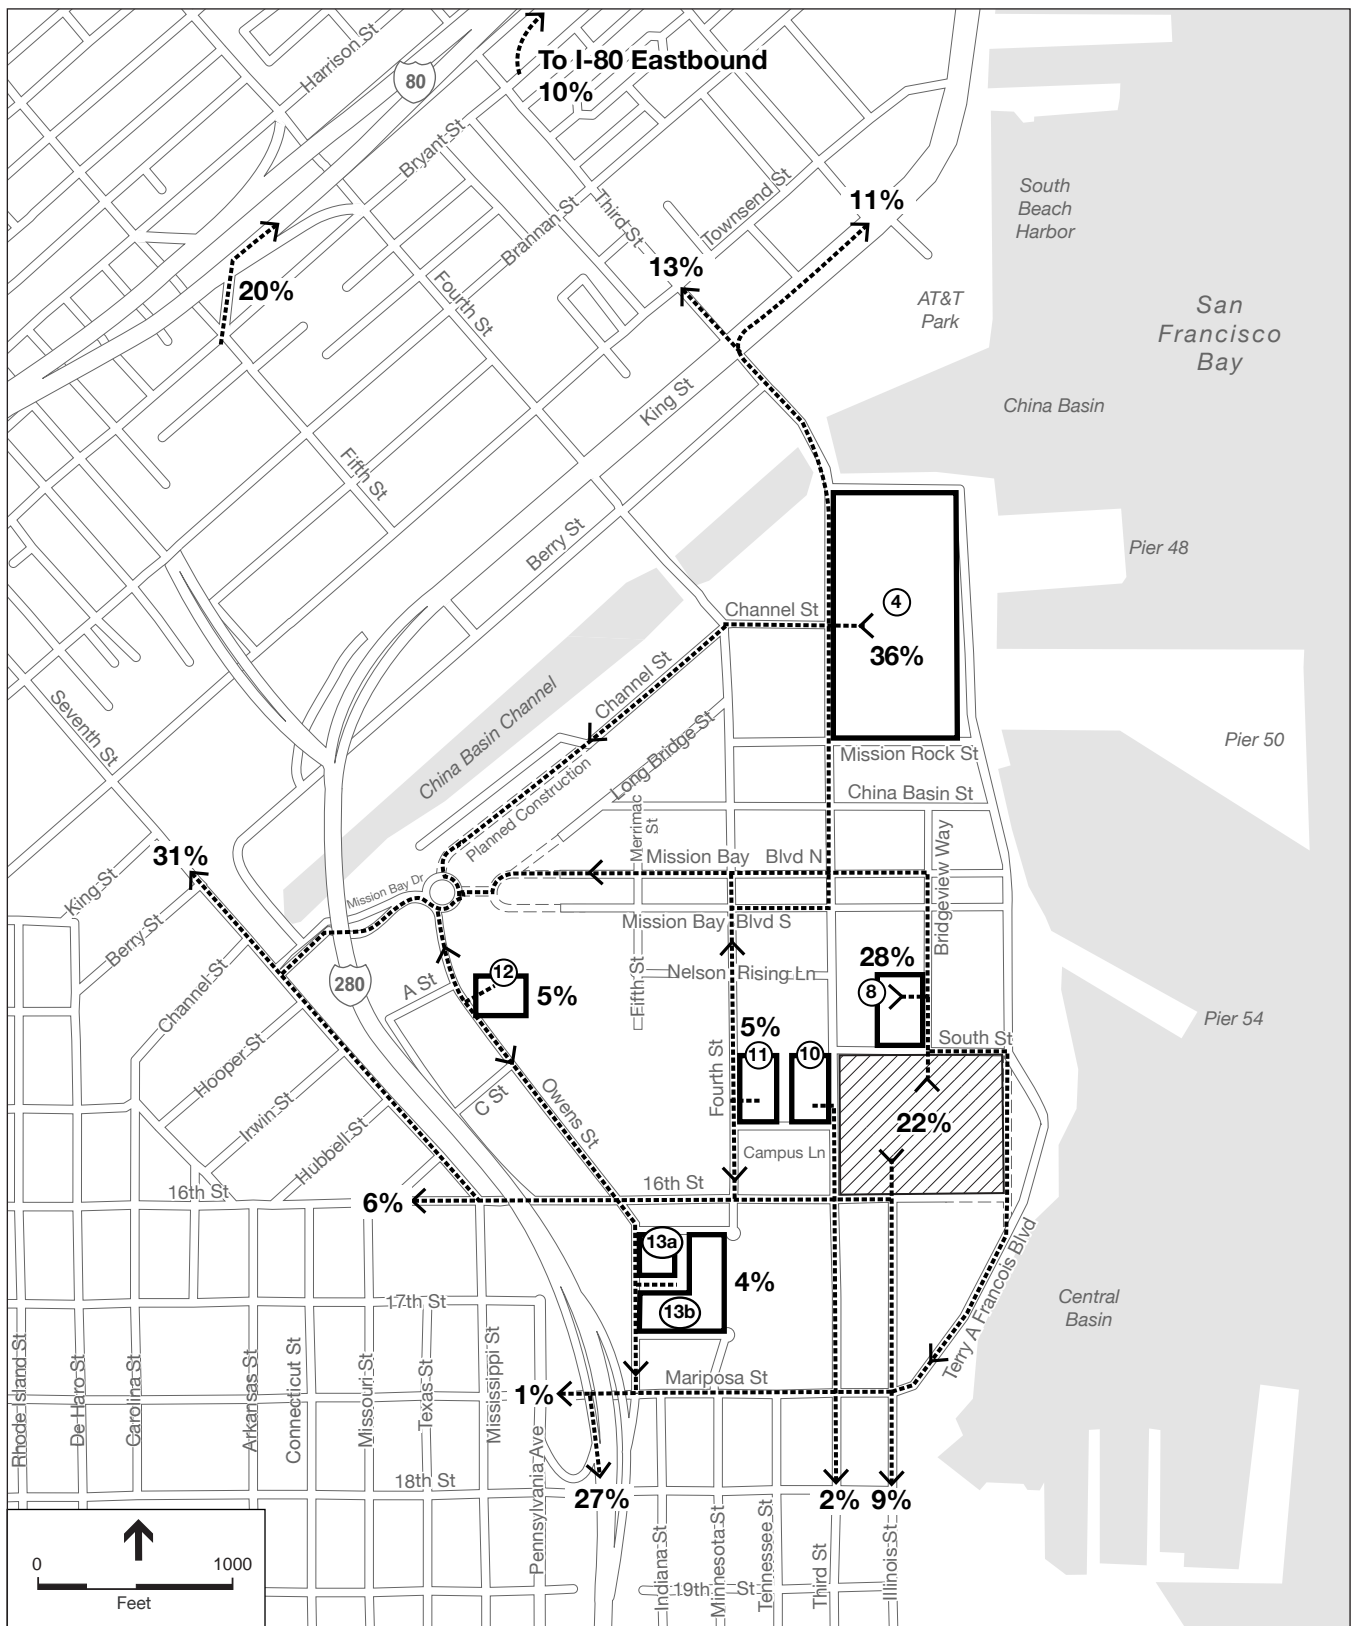 Harrison St
80
To I-80 Eastbound
10%
Bryant St
Third St
Townsend St
11%
South
Beach
Harbor
Brannan St
13%
20%
Fourth St
AT&T
Park
San
Francisco
Bay
King St
China Basin
Fifth St
Berry St
Pier 48
4
Channel St
36%
Channel St
Seventh St
China Basin Channel
Long Bridge St
Pier 50
Mission Rock St
Planned Construction
China Basin St
Merrimac
St
31%
Mission Bay Blvd N
Bridgeview Way
King St
Mission Bay Dr
Berry St
Mission Bay Blvd S
28%
Channel St
280
A St
12
5%
Fifth St
Nelson Rising Ln
8
Pier 54
South St
Hooper St
5%
11
10
Fourth St
C St
Owens St
Irwin St
22%
Hubbell St
Campus Ln
16th St
16th St
6%
13a
4%
13b
Terry A Francois Blvd
Central
Basin
17th St
Rhode Island St
De Haro St
Carolina St
Arkansas St
Connecticut St
Missouri St
Texas St
Mississippi St
Mariposa St
1%
Pennsylvania Ave
18th St
27%
2%
9%
0
1000
Feet
Indiana St
Minnesota St
Tennessee St
Third St
Illinois St
19th St